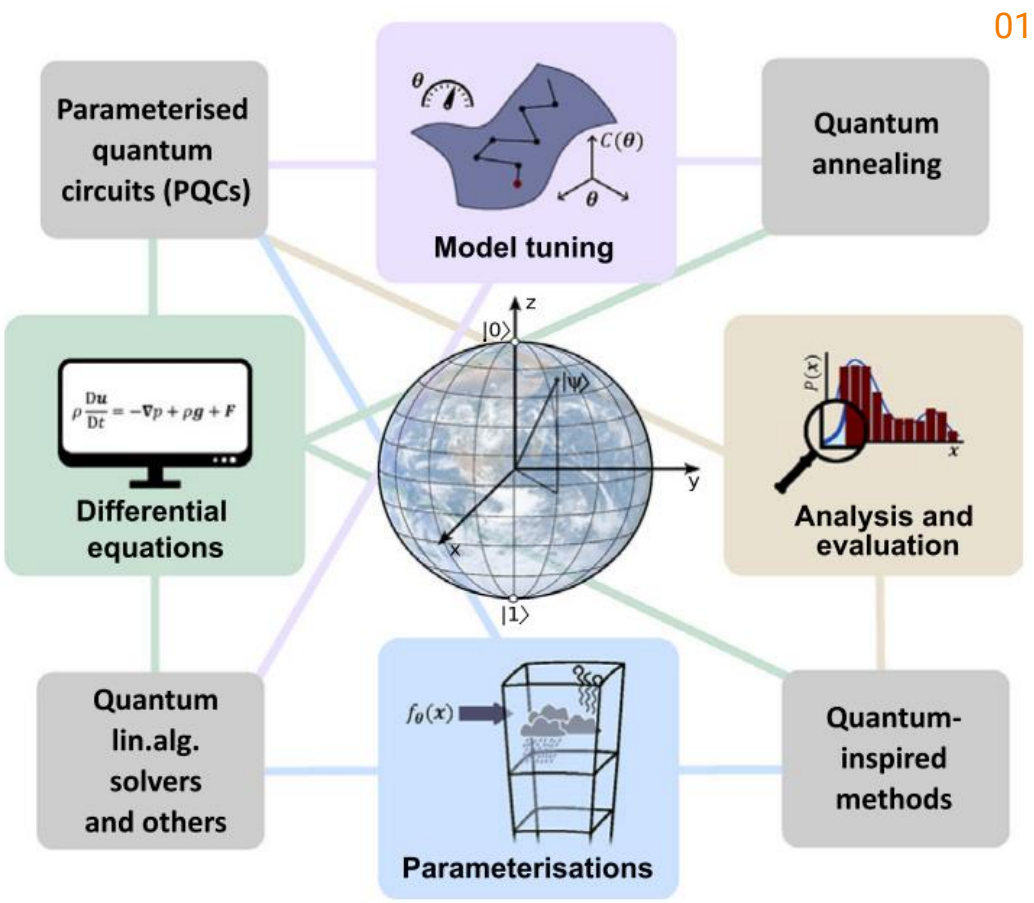 01
Parameterised
quantum
circuits (PQCs)
θ
C(θ)
θ
Model tuning
Quantum
annealing
z
|0⟩
|ψ⟩
y
x
|1⟩
ρ Du/Dt = −∇p + ρg + F
Differential
equations
P(x)
x
Analysis and
evaluation
Quantum
lin.alg.
solvers
and others
fθ(x)
Parameterisations
Quantum-
inspired
methods